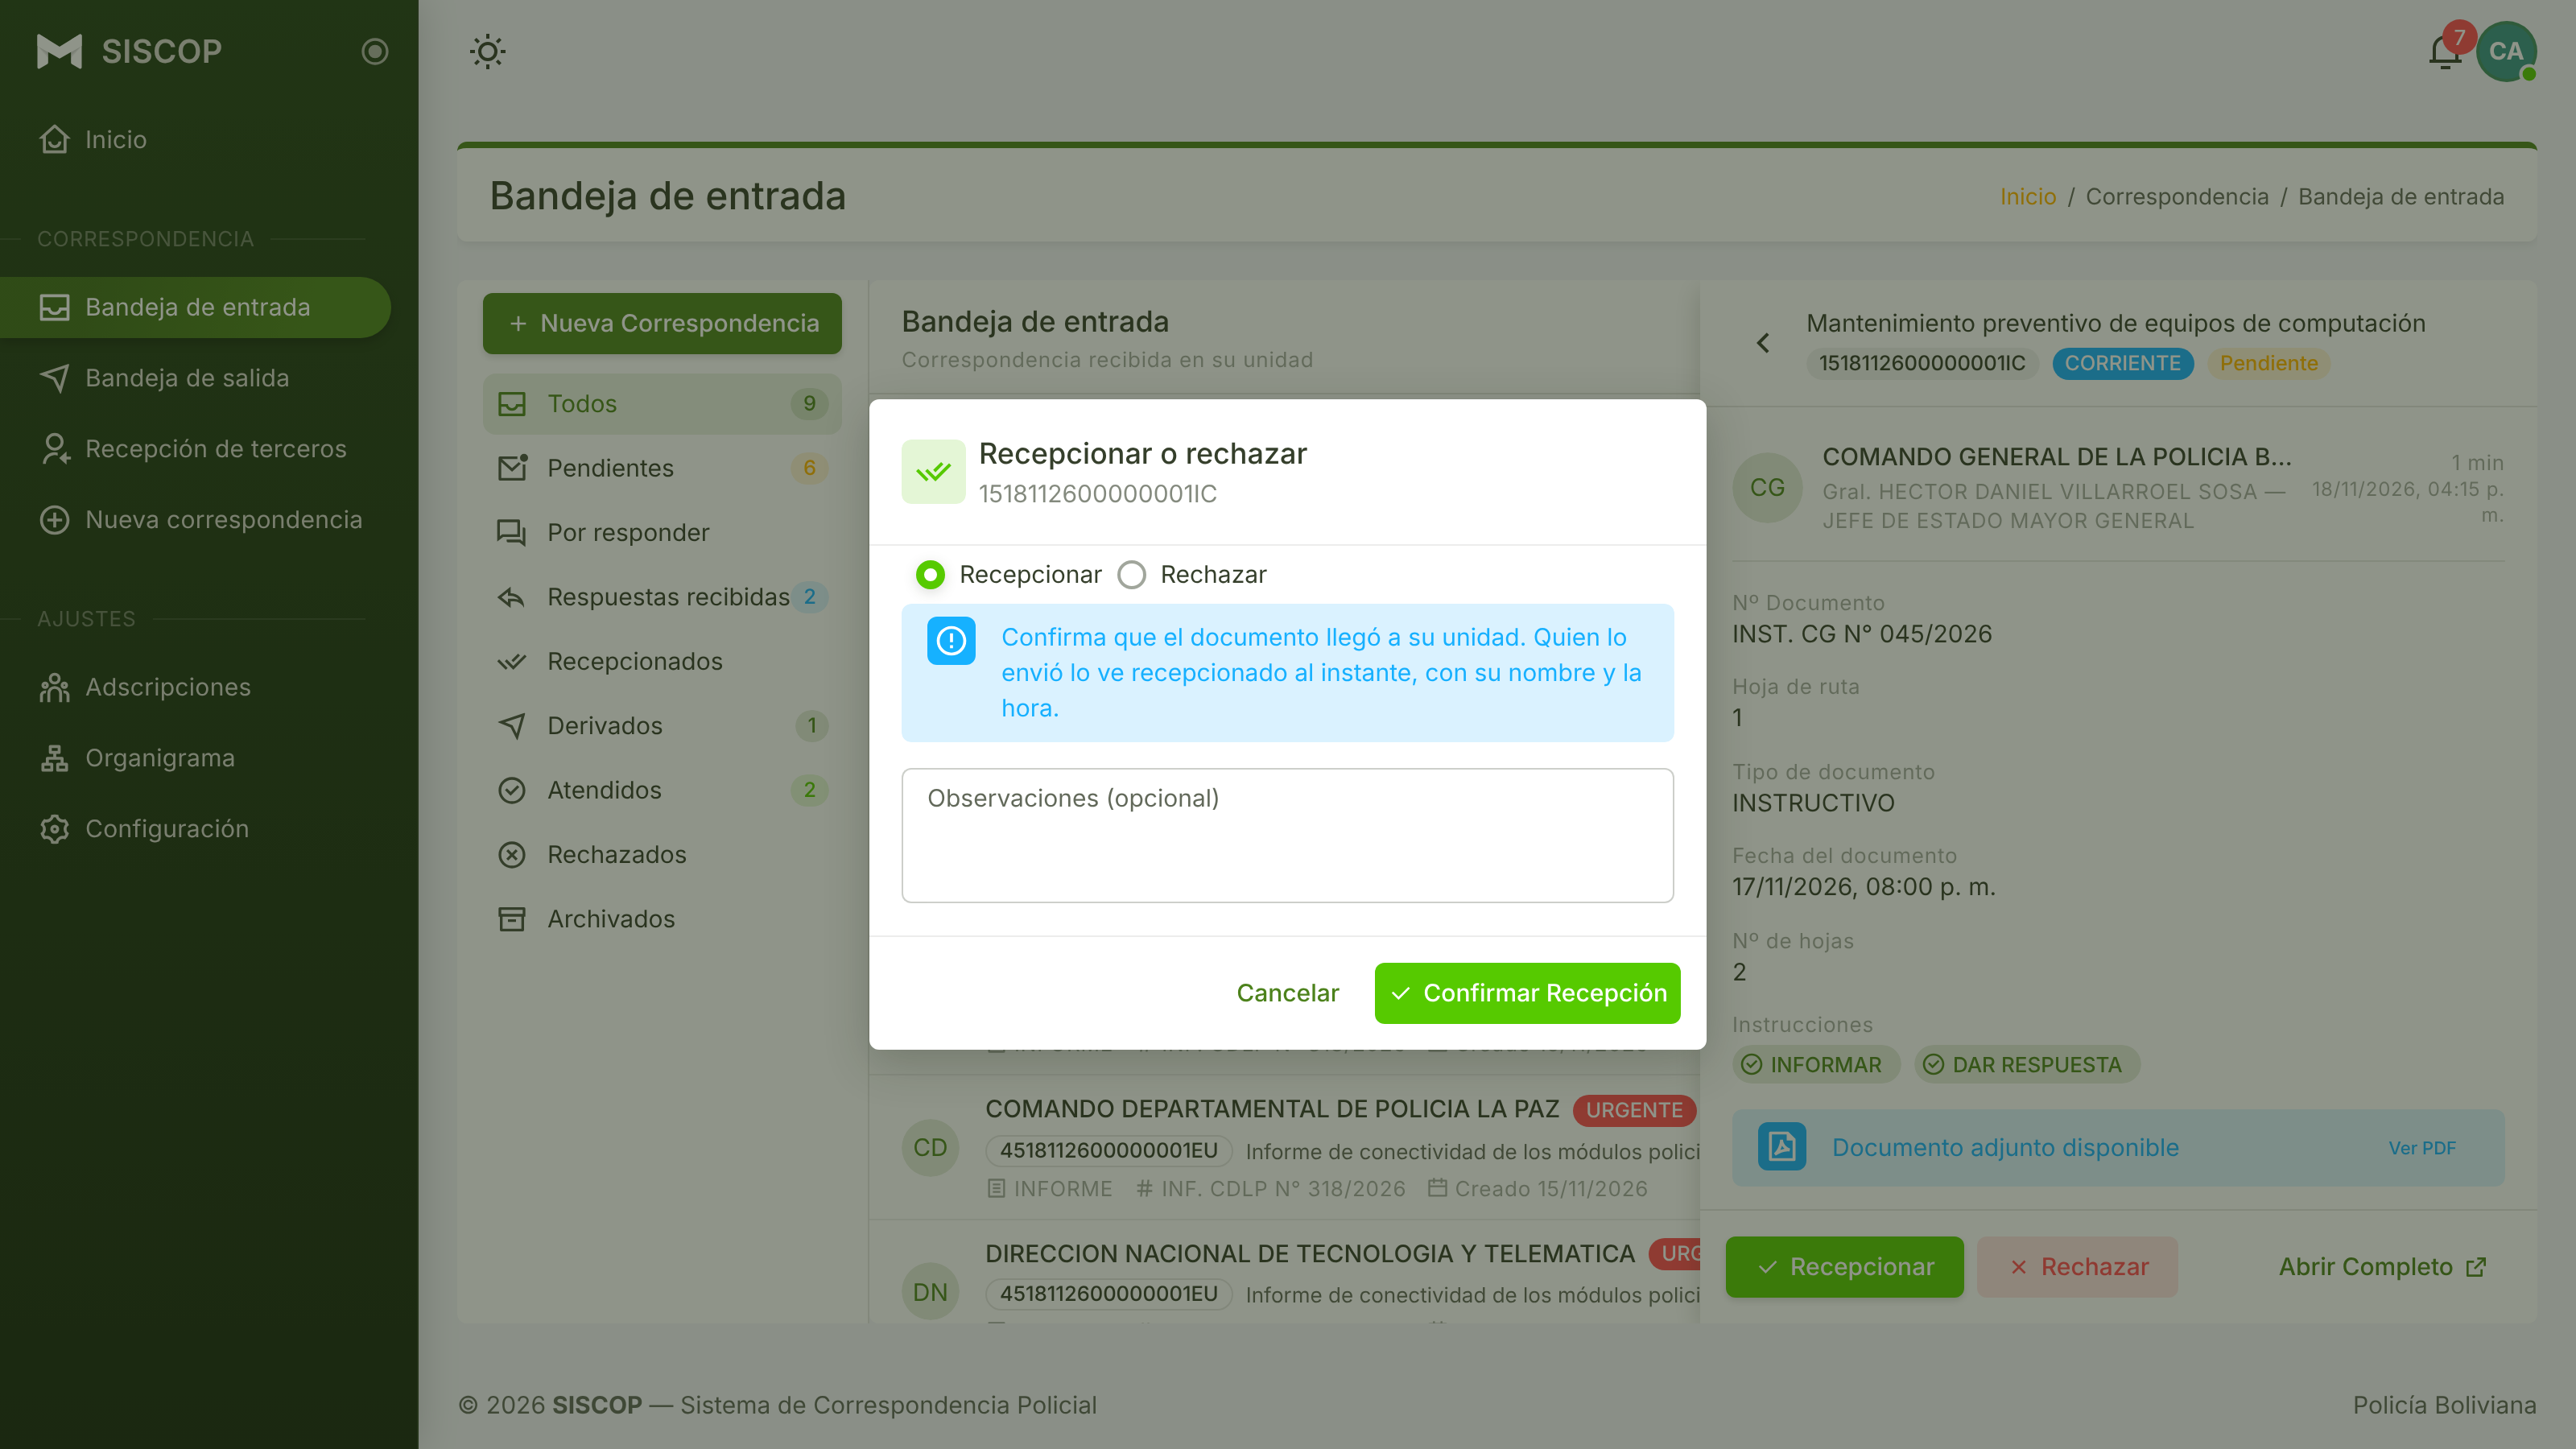 SISCOP
Inicio
CORRESPONDENCIA
Bandeja de entrada
Bandeja de salida
Recepción de terceros
Nueva correspondencia
AJUSTES
Adscripciones
Organigrama
Configuración
7
CA
Bandeja de entrada
Inicio / Correspondencia / Bandeja de entrada
+ Nueva Correspondencia
Todos 9
Pendientes 6
Por responder
Respuestas recibidas 2
Recepcionados
Derivados 1
Atendidos 2
Rechazados
Archivados
Bandeja de entrada
Correspondencia recibida en su unidad
Recepcionar o rechazar
1518112600000001IC
Recepcionar Rechazar
Confirma que el documento llegó a su unidad. Quien lo
envió lo ve recepcionado al instante, con su nombre y la
hora.
Observaciones (opcional)
Cancelar
Confirmar Recepción
CD
COMANDO DEPARTAMENTAL DE POLICIA LA PAZ URGENTE
4518112600000001EU Informe de conectividad de los módulos polici
INFORME # INF. CDLP N° 318/2026 Creado 15/11/2026
DN
DIRECCION NACIONAL DE TECNOLOGIA Y TELEMATICA URG
4518112600000001EU Informe de conectividad de los módulos polici
Mantenimiento preventivo de equipos de computación
1518112600000001IC CORRIENTE Pendiente
CG
COMANDO GENERAL DE LA POLICIA B...
Gral. HECTOR DANIEL VILLARROEL SOSA —
JEFE DE ESTADO MAYOR GENERAL
1 min
18/11/2026, 04:15 p.
m.
Nº Documento
INST. CG N° 045/2026
Hoja de ruta
1
Tipo de documento
INSTRUCTIVO
Fecha del documento
17/11/2026, 08:00 p. m.
Nº de hojas
2
Instrucciones
INFORMAR DAR RESPUESTA
Documento adjunto disponible Ver PDF
Recepcionar Rechazar Abrir Completo
© 2026 SISCOP — Sistema de Correspondencia Policial
Policía Boliviana